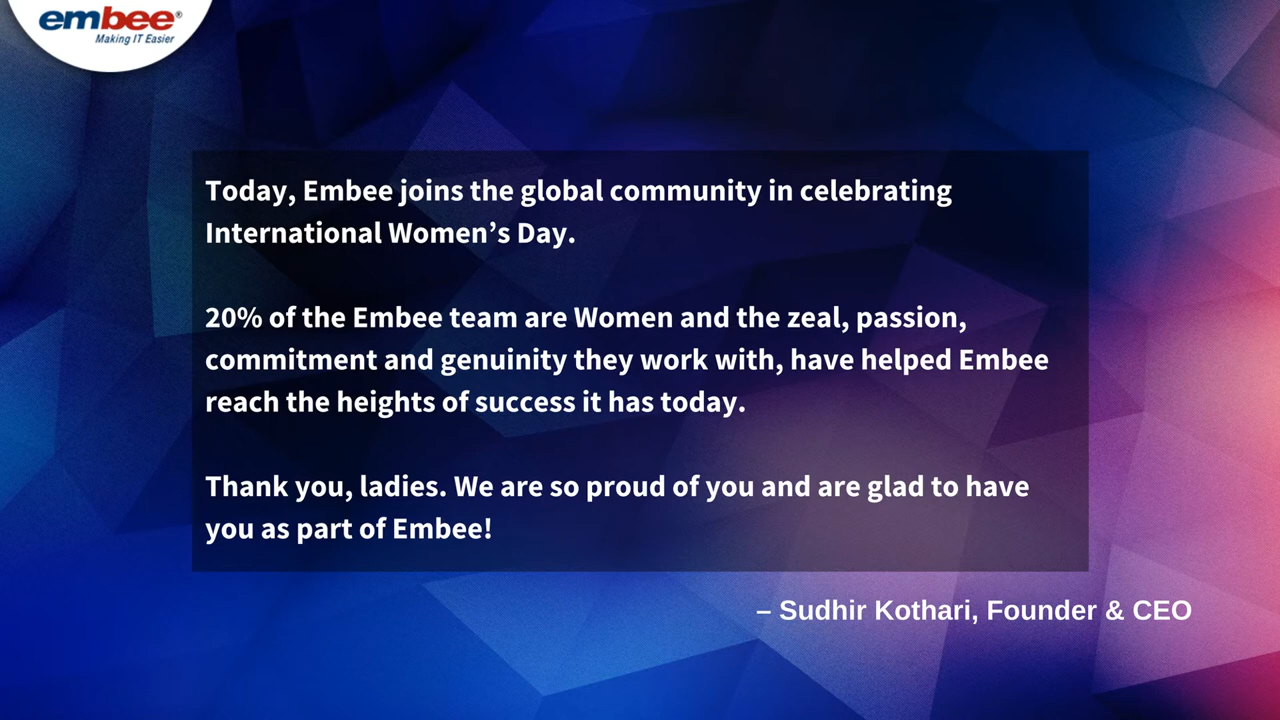 embee®
Making IT Easier
Today, Embee joins the global community in celebrating
International Women’s Day.
20% of the Embee team are Women and the zeal, passion,
commitment and genuinity they work with, have helped Embee
reach the heights of success it has today.
Thank you, ladies. We are so proud of you and are glad to have
you as part of Embee!
– Sudhir Kothari, Founder & CEO